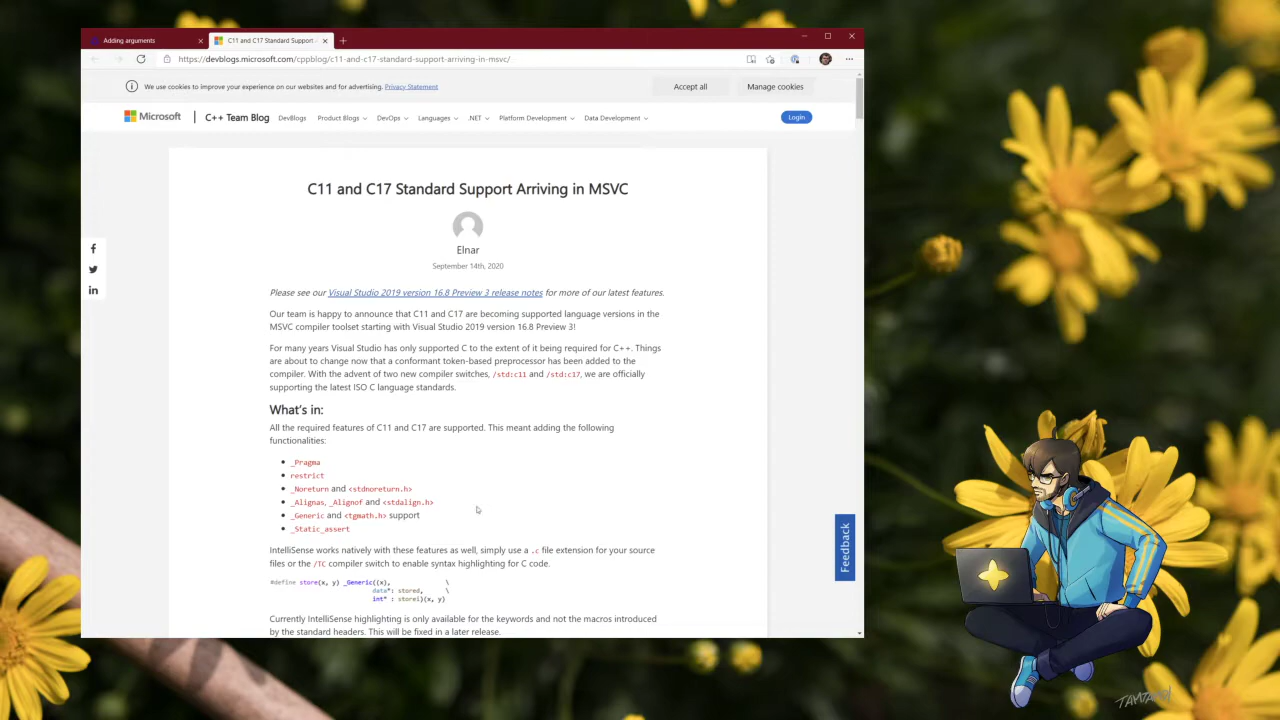 Adding arguments
C11 and C17 Standard Support
https://devblogs.microsoft.com/cppblog/c11-and-c17-standard-support-arriving-in-msvc/
We use cookies to improve your experience on our websites and for advertising. Privacy Statement
Accept all
Manage cookies
Microsoft
C++ Team Blog
DevBlogs
Product Blogs
DevOps
Languages
.NET
Platform Development
Data Development
Login
C11 and C17 Standard Support Arriving in MSVC
Elnar
September 14th, 2020
Please see our Visual Studio 2019 version 16.8 Preview 3 release notes for more of our latest features.
Our team is happy to announce that C11 and C17 are becoming supported language versions in the
MSVC compiler toolset starting with Visual Studio 2019 version 16.8 Preview 3!
For many years Visual Studio has only supported C to the extent of it being required for C++. Things
are about to change now that a conformant token-based preprocessor has been added to the
compiler. With the advent of two new compiler switches, /std:c11 and /std:c17, we are officially
supporting the latest ISO C language standards.
What's in:
All the required features of C11 and C17 are supported. This meant adding the following
functionalities:
_Pragma
restrict
_Noreturn and <stdnoreturn.h>
_Alignas, _Alignof and <stdalign.h>
_Generic and <tgmath.h> support
_Static_assert
IntelliSense works natively with these features as well, simply use a .c file extension for your source
files or the /TC compiler switch to enable syntax highlighting for C code.
#define store(x, y) _Generic((x), \
data*: stored, \
int* : storei)(x, y)
Currently IntelliSense highlighting is only available for the keywords and not the macros introduced
by the standard headers. This will be fixed in a later release.
Feedback